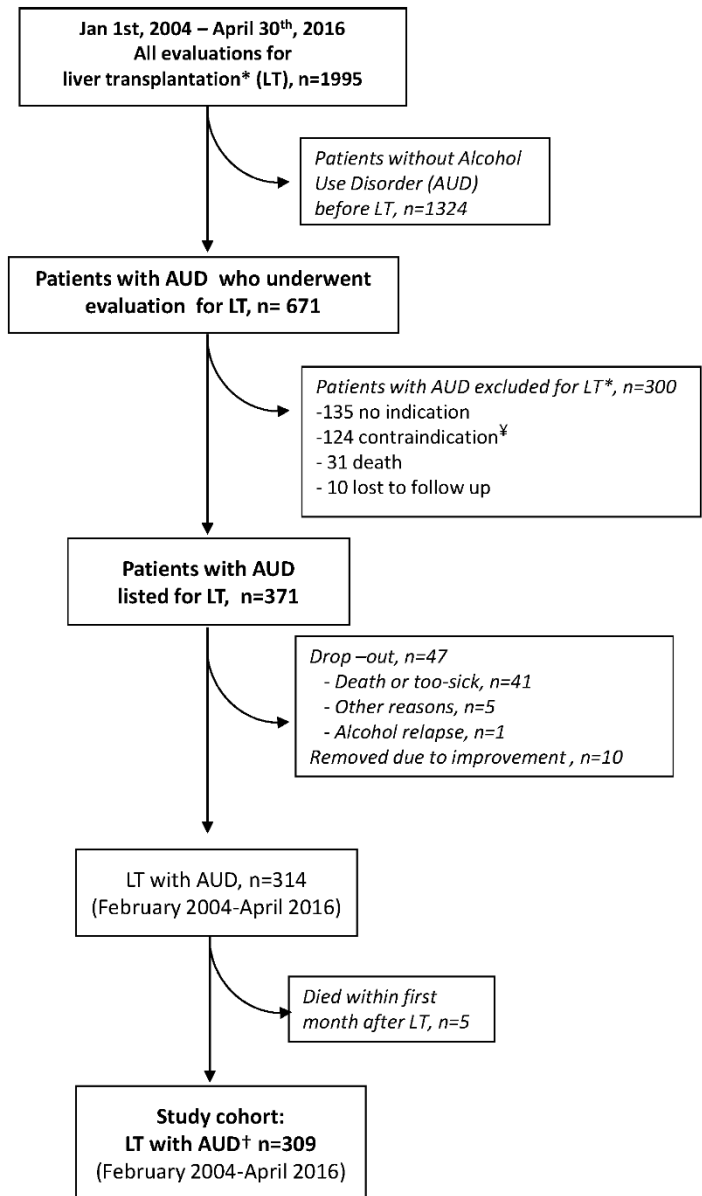 Jan 1st, 2004 – April 30th, 2016
All evaluations for
liver transplantation* (LT), n=1995
Patients without Alcohol
Use Disorder (AUD)
before LT, n=1324
Patients with AUD who underwent
evaluation for LT, n= 671
Patients with AUD excluded for LT*, n=300
-135 no indication
-124 contraindication¥
- 31 death
- 10 lost to follow up
Patients with AUD
listed for LT, n=371
Drop –out, n=47
- Death or too-sick, n=41
- Other reasons, n=5
- Alcohol relapse, n=1
Removed due to improvement , n=10
LT with AUD, n=314
(February 2004-April 2016)
Died within first
month after LT, n=5
Study cohort:
LT with AUD† n=309
(February 2004-April 2016)